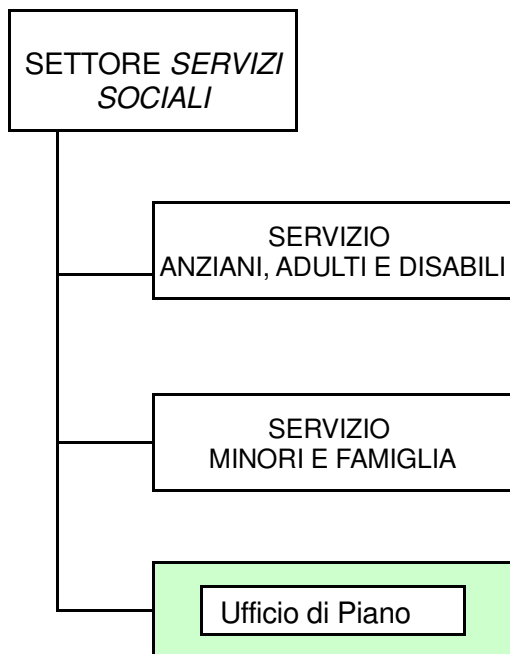 SETTORE SERVIZI
SOCIALI
SERVIZIO
ANZIANI, ADULTI E DISABILI
SERVIZIO
MINORI E FAMIGLIA
Ufficio di Piano